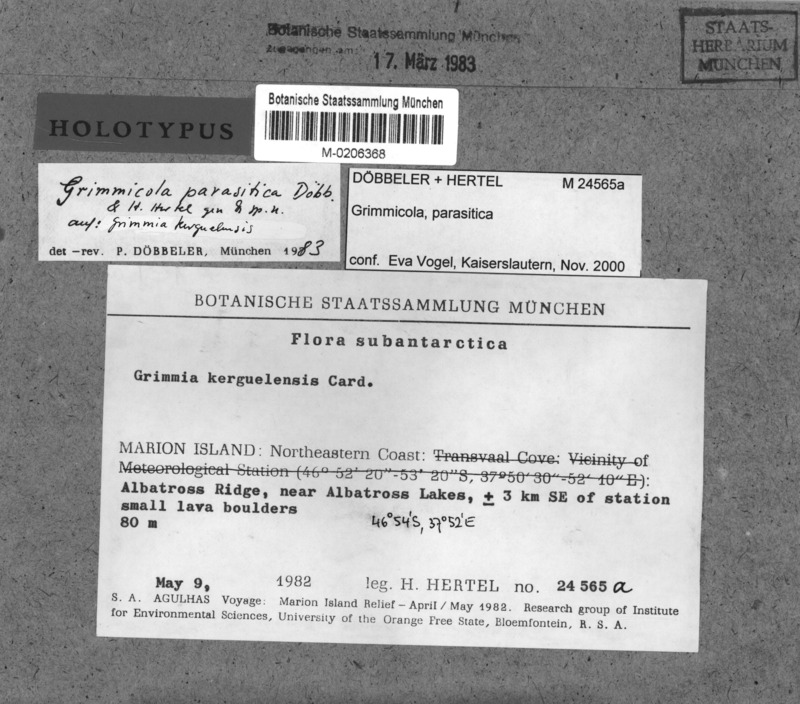 Botanische Staatssammlung München
Ausgegangen am:
17. März 1983
STAATS-
HERBARIUM
MÜNCHEN
HOLOTYPUS
Botanische Staatssammlung München
M-0206368
Grimmicola parasitica Döbb.
& H. Hertel gen & sp. n.
auf: Grimmia kerguelensis
det –rev. P. DÖBBELER, München 1983
DÖBBELER + HERTEL M 24565a
Grimmicola, parasitica
conf. Eva Vogel, Kaiserslautern, Nov. 2000
BOTANISCHE STAATSSAMMLUNG MÜNCHEN
Flora subantarctica
Grimmia kerguelensis Card.
MARION ISLAND: Northeastern Coast: Transvaal Cove: Vicinity of
Meteorological Station (46° 52' 20"-53' 20"S, 37°50' 30"-52' 10"E):
Albatross Ridge, near Albatross Lakes, ± 3 km SE of station
small lava boulders
80 m 46°54'S, 37°52'E
May 9, 1982 leg. H. HERTEL no. 24 565 a
S. A. AGULHAS Voyage: Marion Island Relief – April / May 1982. Research group of Institute
for Environmental Sciences, University of the Orange Free State, Bloemfontein, R. S. A.